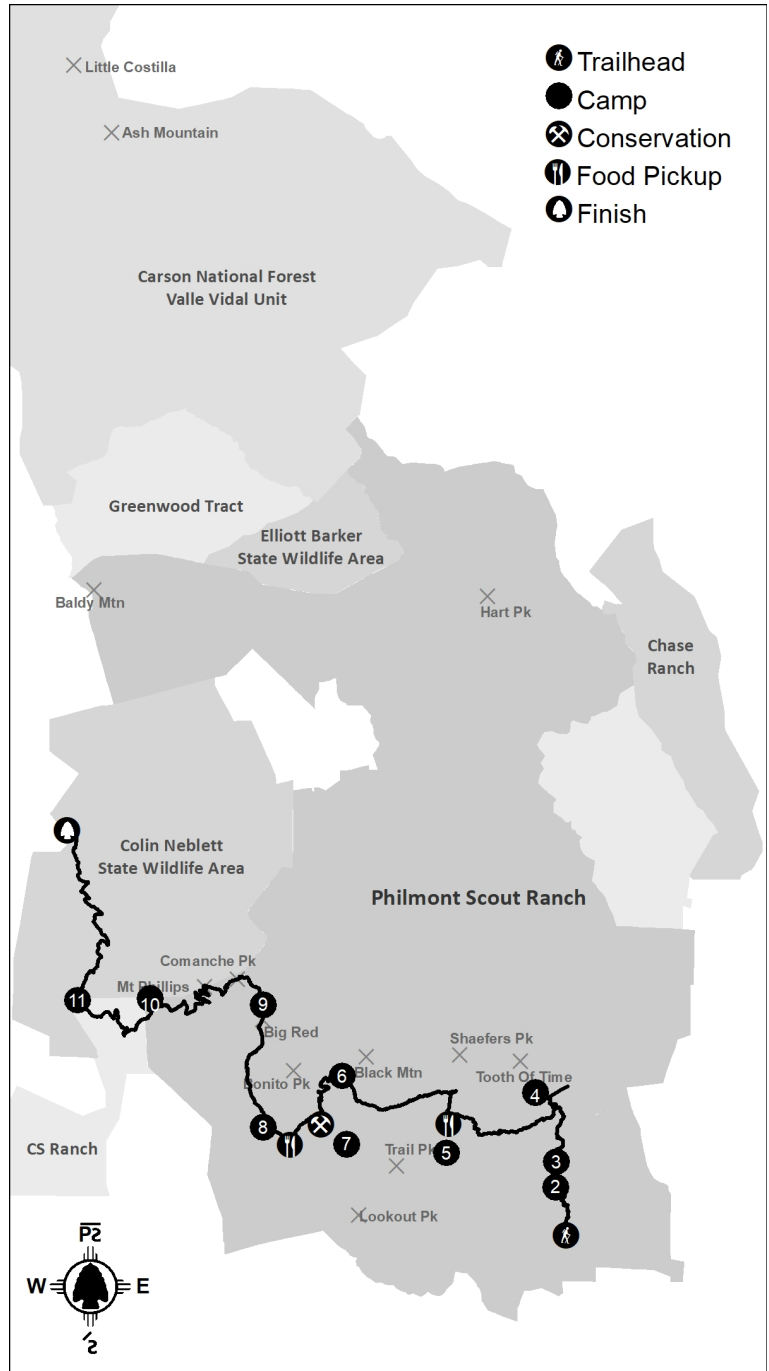 Little Costilla
Ash Mountain
Trailhead
Camp
Conservation
Food Pickup
Finish
Carson National Forest
Valle Vidal Unit
Greenwood Tract
Elliott Barker
State Wildlife Area
Baldy Mtn
Hart Pk
Chase
Ranch
Colin Neblett
State Wildlife Area
Philmont Scout Ranch
Comanche Pk
Mt Phillips
11
10
9
Big Red
Shaefers Pk
Black Mtn
Tooth Of Time
Bonito Pk
6
4
8
7
5
Trail Pk
3
2
CS Ranch
Lookout Pk
W
E